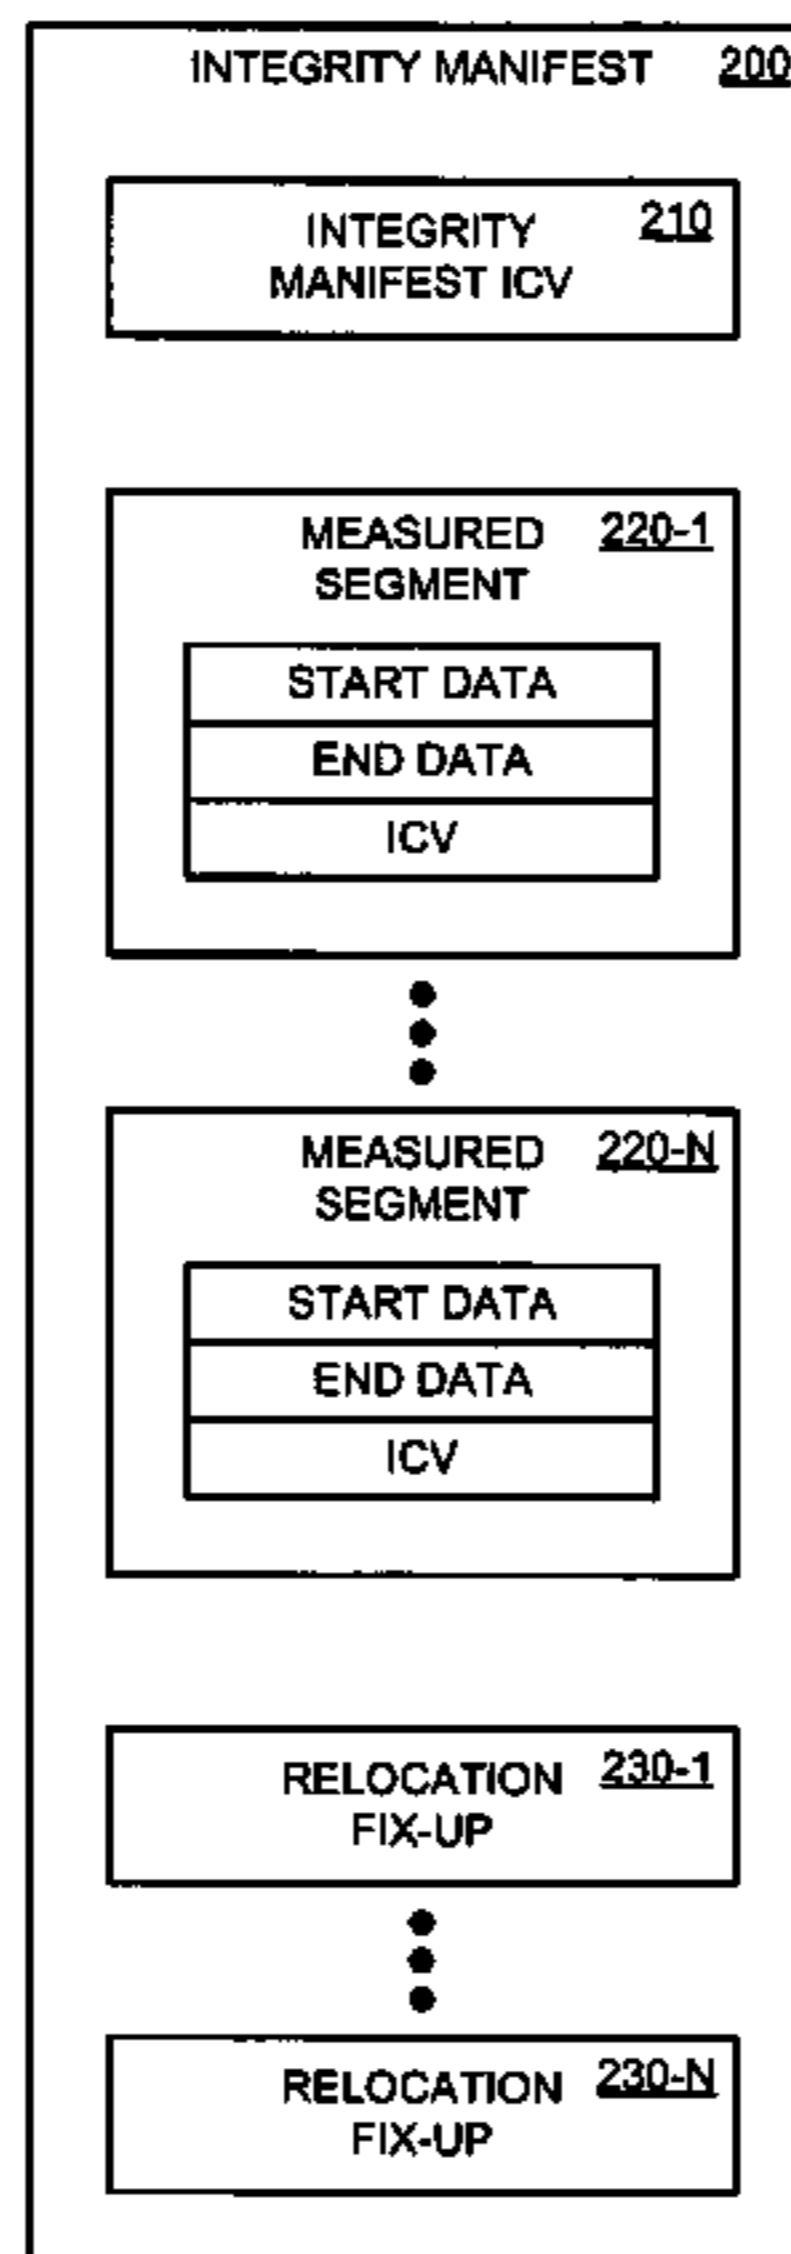 INTEGRITY MANIFEST 200
INTEGRITY 210
MANIFEST ICV
MEASURED 220-1
SEGMENT
START DATA
END DATA
ICV
MEASURED 220-N
SEGMENT
START DATA
END DATA
ICV
RELOCATION 230-1
FIX-UP
RELOCATION 230-N
FIX-UP